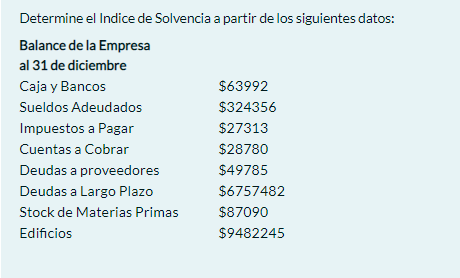 Determine el Indice de Solvencia a partir de los siguientes datos:
Balance de la Empresa
al 31 de diciembre
Caja y Bancos $63992
Sueldos Adeudados $324356
Impuestos a Pagar $27313
Cuentas a Cobrar $28780
Deudas a proveedores $49785
Deudas a Largo Plazo $6757482
Stock de Materias Primas $87090
Edificios $9482245